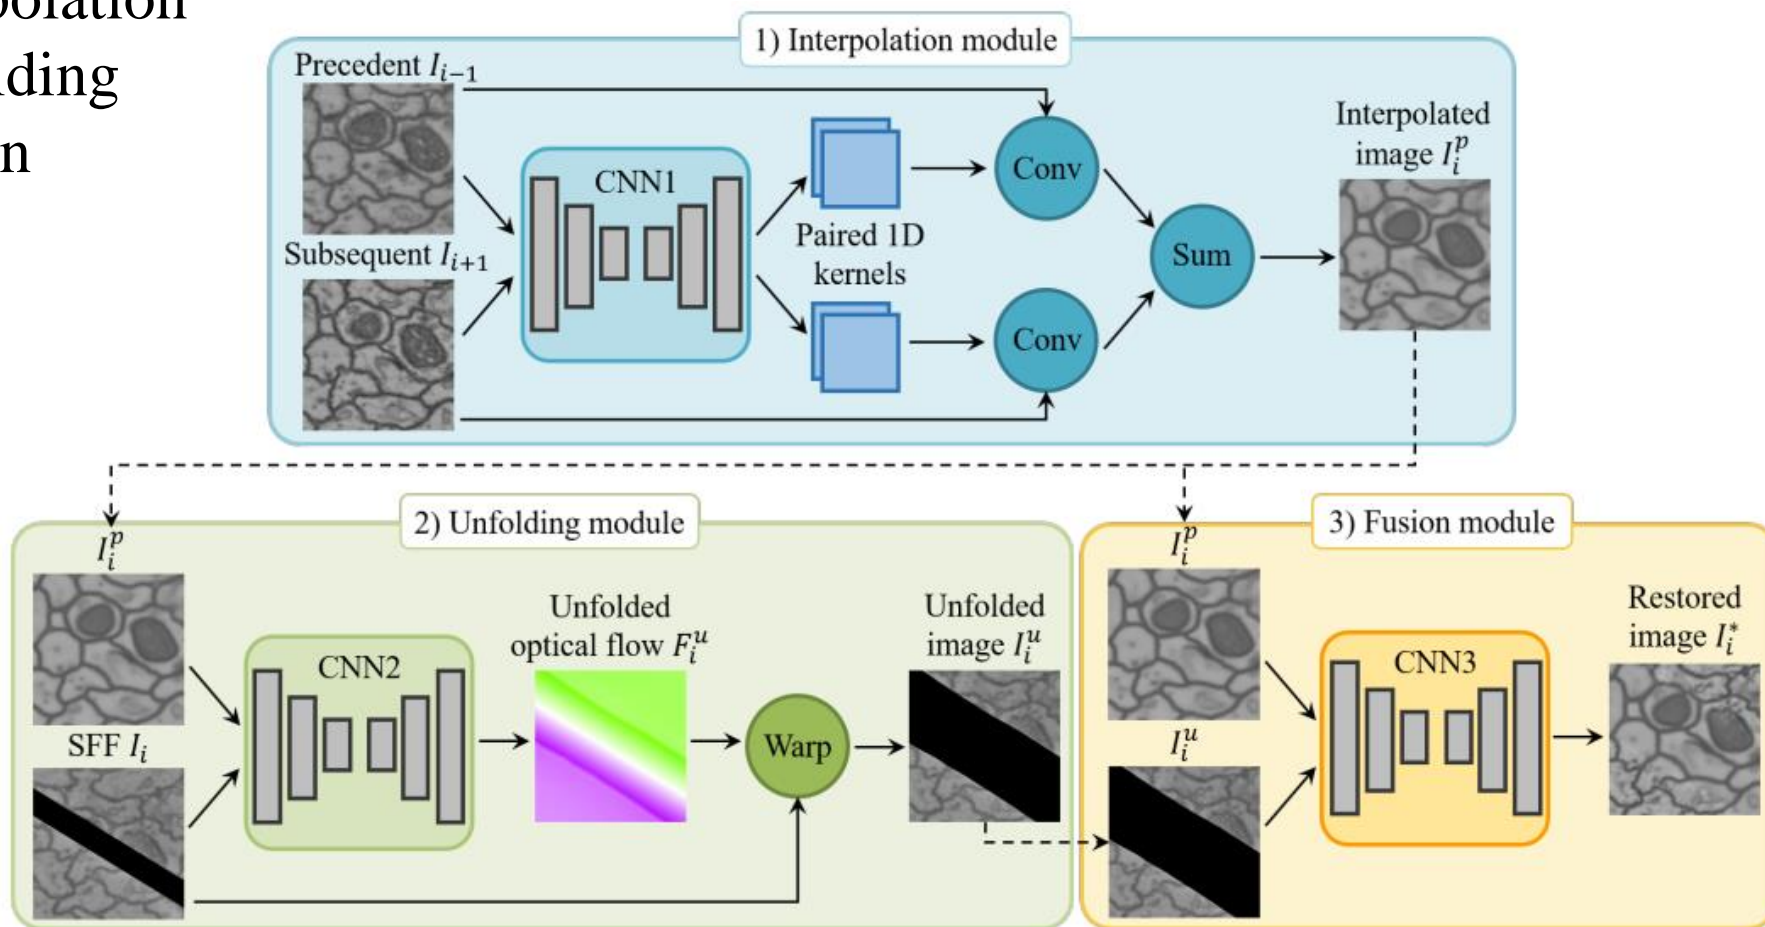 1) Interpolation module
Precedent I_{i−1}
Subsequent I_{i+1}
CNN1
Paired 1D
kernels
Conv
Conv
Sum
Interpolated
image I_i^p
2) Unfolding module
I_i^p
SFF I_i
CNN2
Unfolded
optical flow F_i^u
Warp
Unfolded
image I_i^u
3) Fusion module
I_i^p
I_i^u
CNN3
Restored
image I_i^*